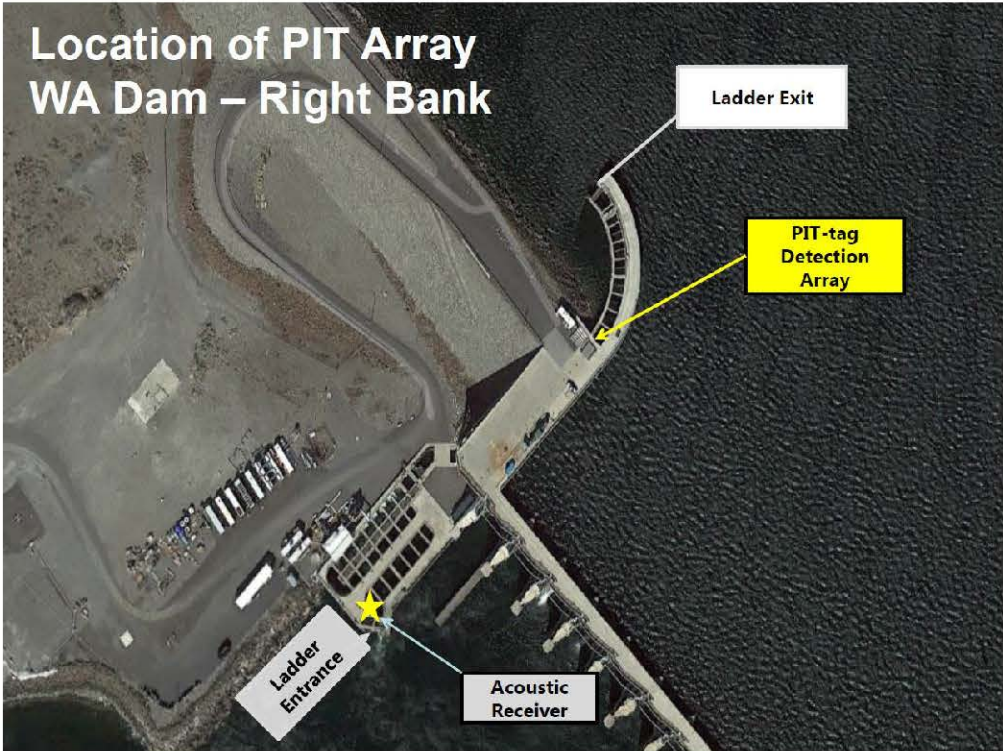 Location of PIT Array
WA Dam – Right Bank
Ladder Exit
PIT-tag
Detection
Array
Ladder
Entrance
Acoustic
Receiver